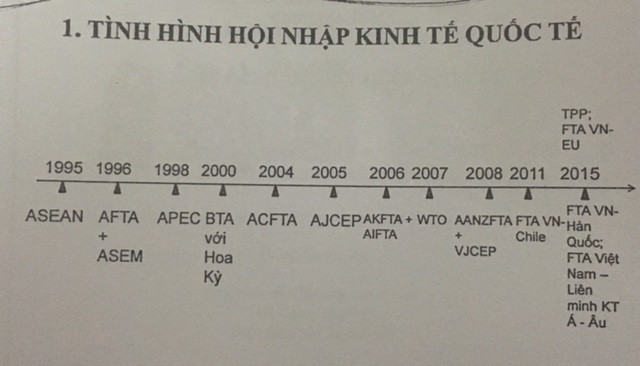 1. TÌNH HÌNH HỘI NHẬP KINH TẾ QUỐC TẾ
TPP;
FTA VN-
EU
1995 1996 1998 2000 2004 2005 2006 2007 2008 2011 2015
ASEAN
AFTA
+
ASEM
APEC
BTA
với
Hoa
Kỳ
ACFTA
AJCEP
AKFTA +
AIFTA
WTO
AANZFTA
+
VJCEP
FTA VN-
Chile
FTA VN-
Hàn
Quốc;
FTA Việt
Nam –
Liên
minh KT
Á - Âu